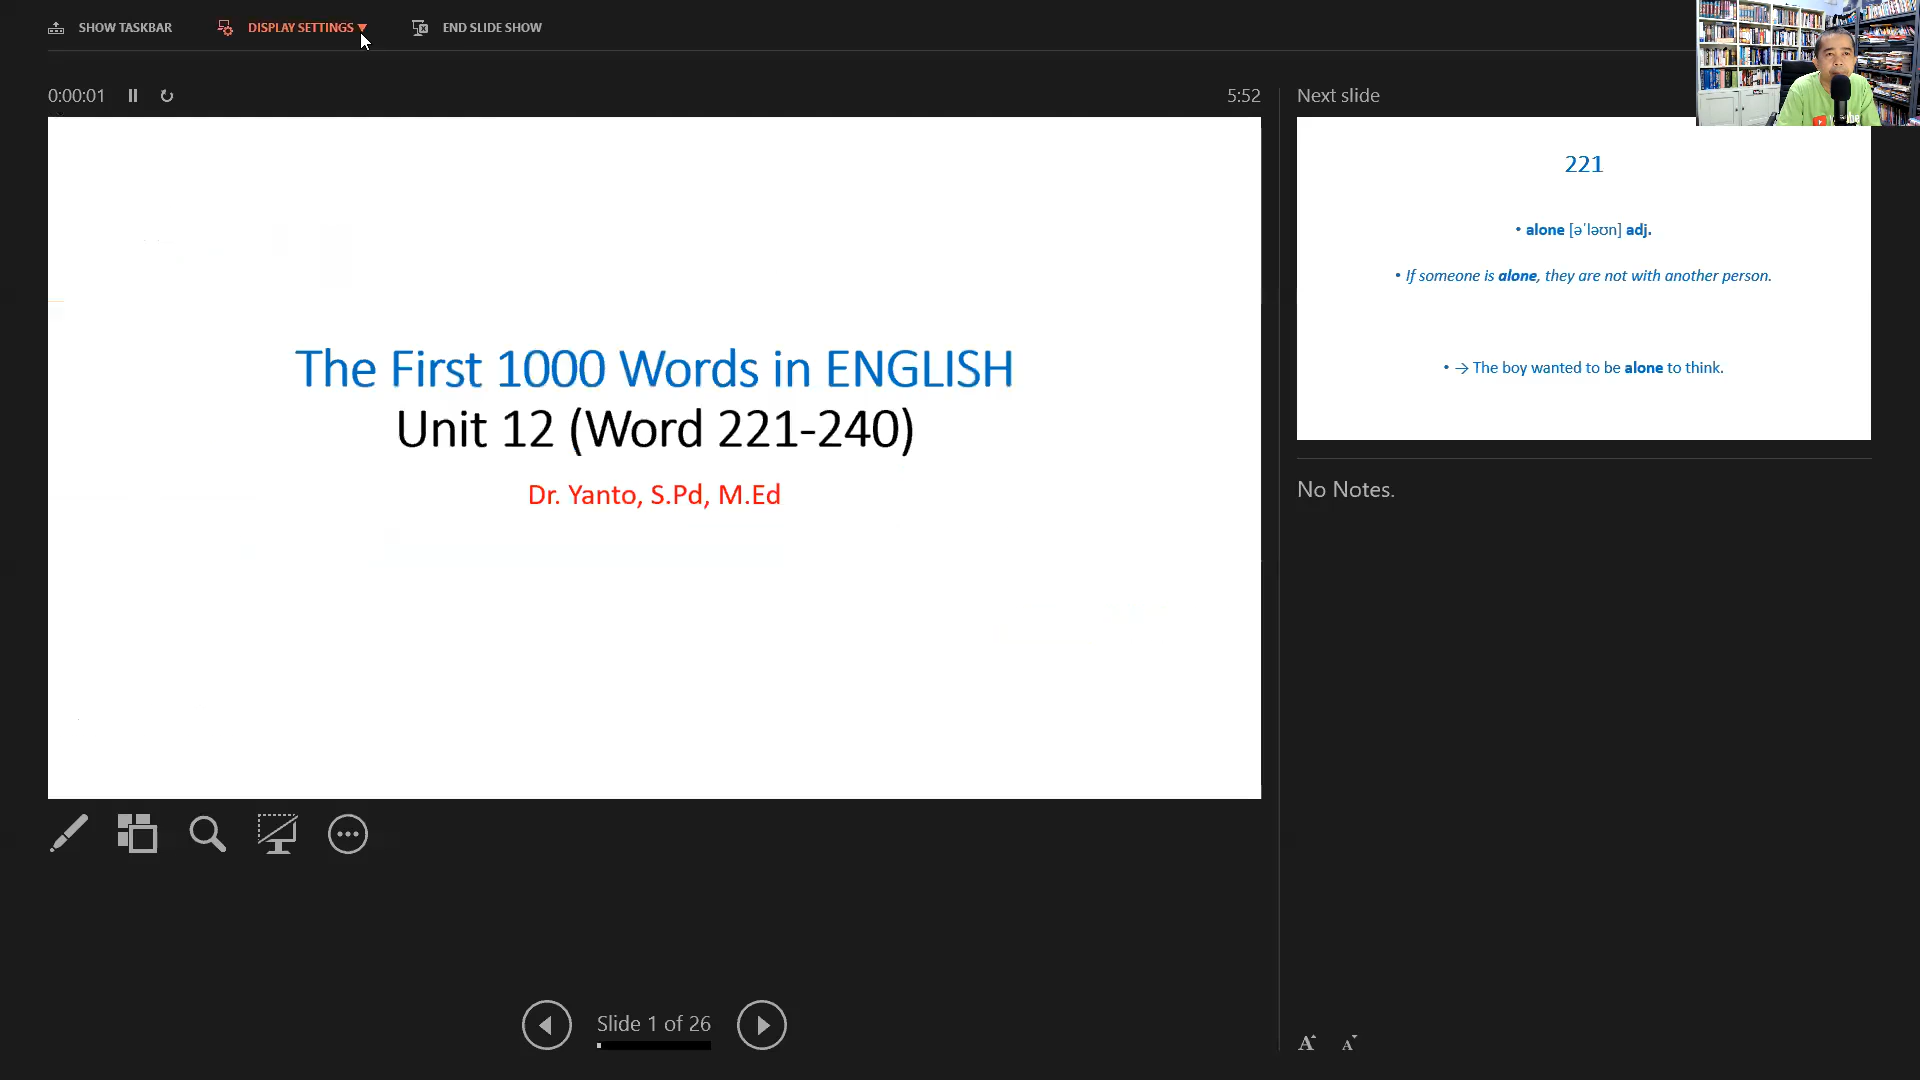 SHOW TASKBAR
DISPLAY SETTINGS ▼
END SLIDE SHOW
0:00:01
5:52
Next slide
The First 1000 Words in ENGLISH
Unit 12 (Word 221-240)
Dr. Yanto, S.Pd, M.Ed
221
• alone [ə'ləʊn] adj.
• If someone is alone, they are not with another person.
• → The boy wanted to be alone to think.
No Notes.
Slide 1 of 26
A A